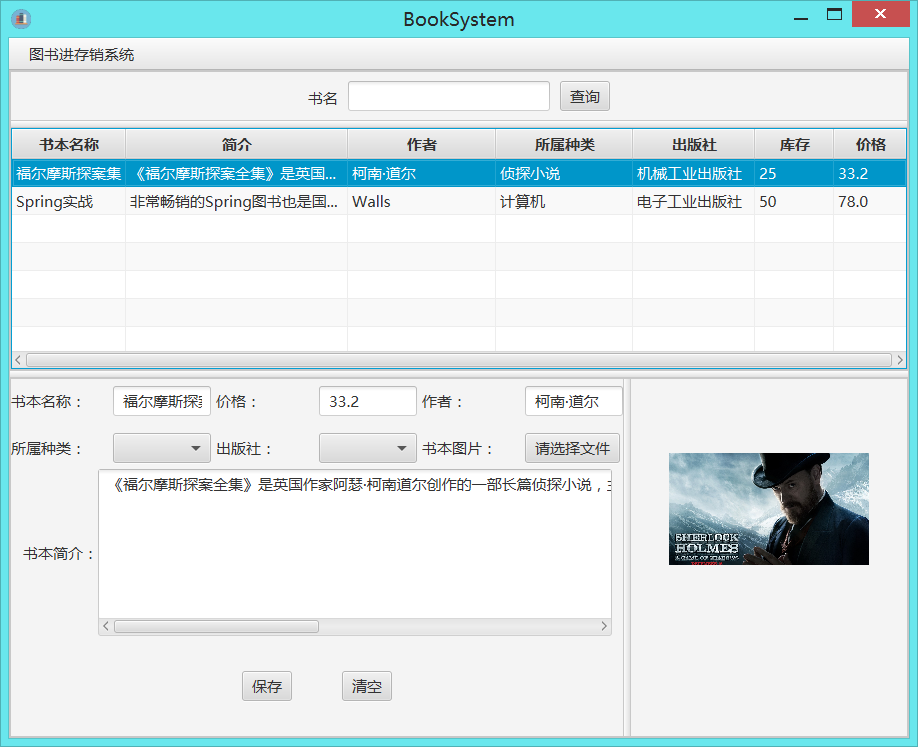 BookSystem
图书进存销系统
书名 查询
书本名称 简介 作者 所属种类 出版社 库存 价格
福尔摩斯探案集 《福尔摩斯探案全集》是英国... 柯南·道尔 侦探小说 机械工业出版社 25 33.2
Spring实战 非常畅销的Spring图书也是国... Walls 计算机 电子工业出版社 50 78.0
书本名称： 福尔摩斯探 价格： 33.2 作者： 柯南·道尔
所属种类： 出版社： 书本图片： 请选择文件
《福尔摩斯探案全集》是英国作家阿瑟·柯南道尔创作的一部长篇侦探小说，
书本简介：
SHERLOCK
HOLMES
A GAME OF SHADOWS
保存 清空